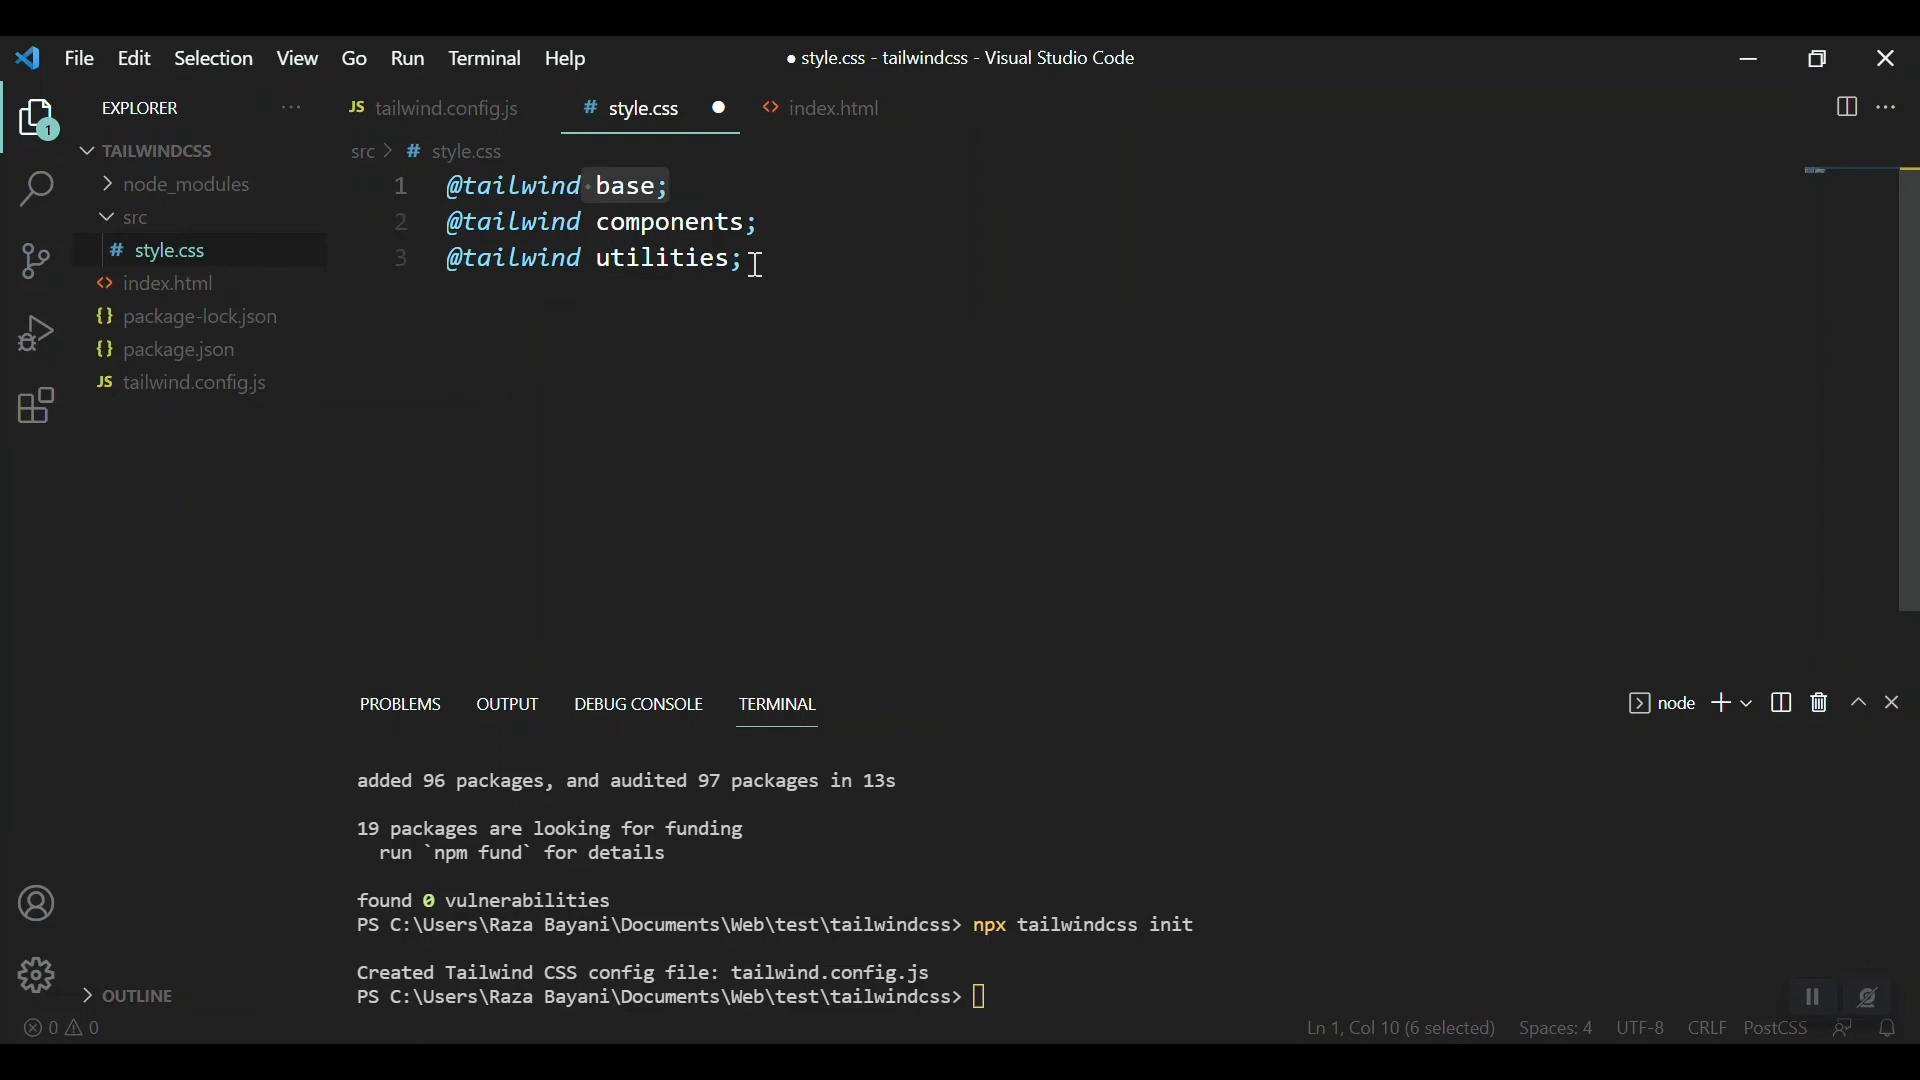 File Edit Selection View Go Run Terminal Help
● style.css - tailwindcss - Visual Studio Code
EXPLORER ···
1
TAILWINDCSS
node_modules
src
# style.css
<> index.html
{} package-lock.json
{} package.json
JS tailwind.config.js
OUTLINE
JS tailwind.config.js # style.css ● <> index.html
src > # style.css
1 @tailwind base;
2 @tailwind components;
3 @tailwind utilities;
PROBLEMS OUTPUT DEBUG CONSOLE TERMINAL
node
added 96 packages, and audited 97 packages in 13s
19 packages are looking for funding
run `npm fund` for details
found 0 vulnerabilities
PS C:\Users\Raza Bayani\Documents\Web\test\tailwindcss> npx tailwindcss init
Created Tailwind CSS config file: tailwind.config.js
PS C:\Users\Raza Bayani\Documents\Web\test\tailwindcss>
0 0
Ln 1, Col 10 (6 selected) Spaces: 4 UTF-8 CRLF PostCSS